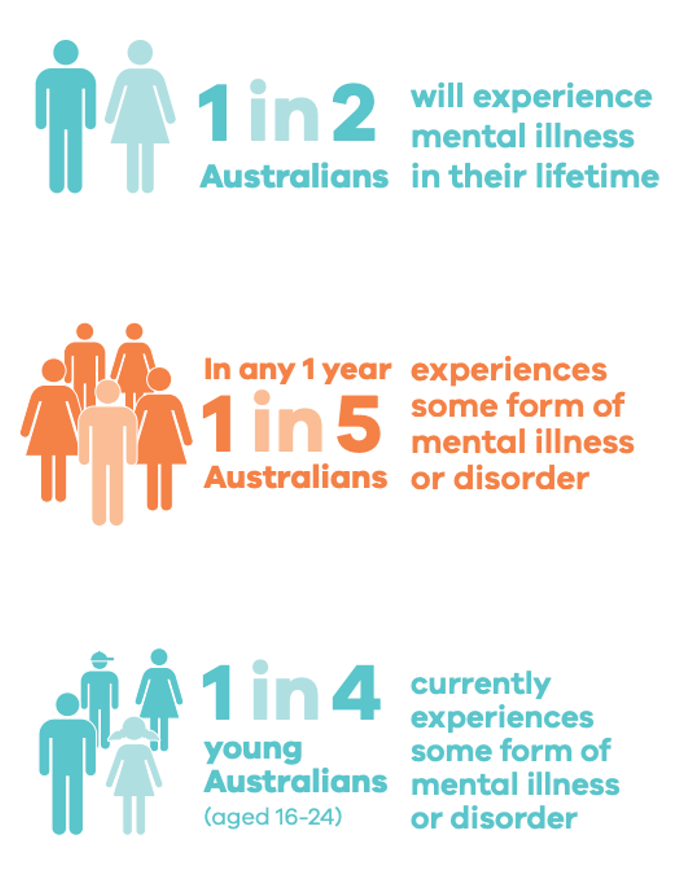 1 in 2
Australians
will experience
mental illness
in their lifetime
In any 1 year
1 in 5
Australians
experiences
some form of
mental illness
or disorder
1 in 4
young
Australians
(aged 16-24)
currently
experiences
some form of
mental illness
or disorder